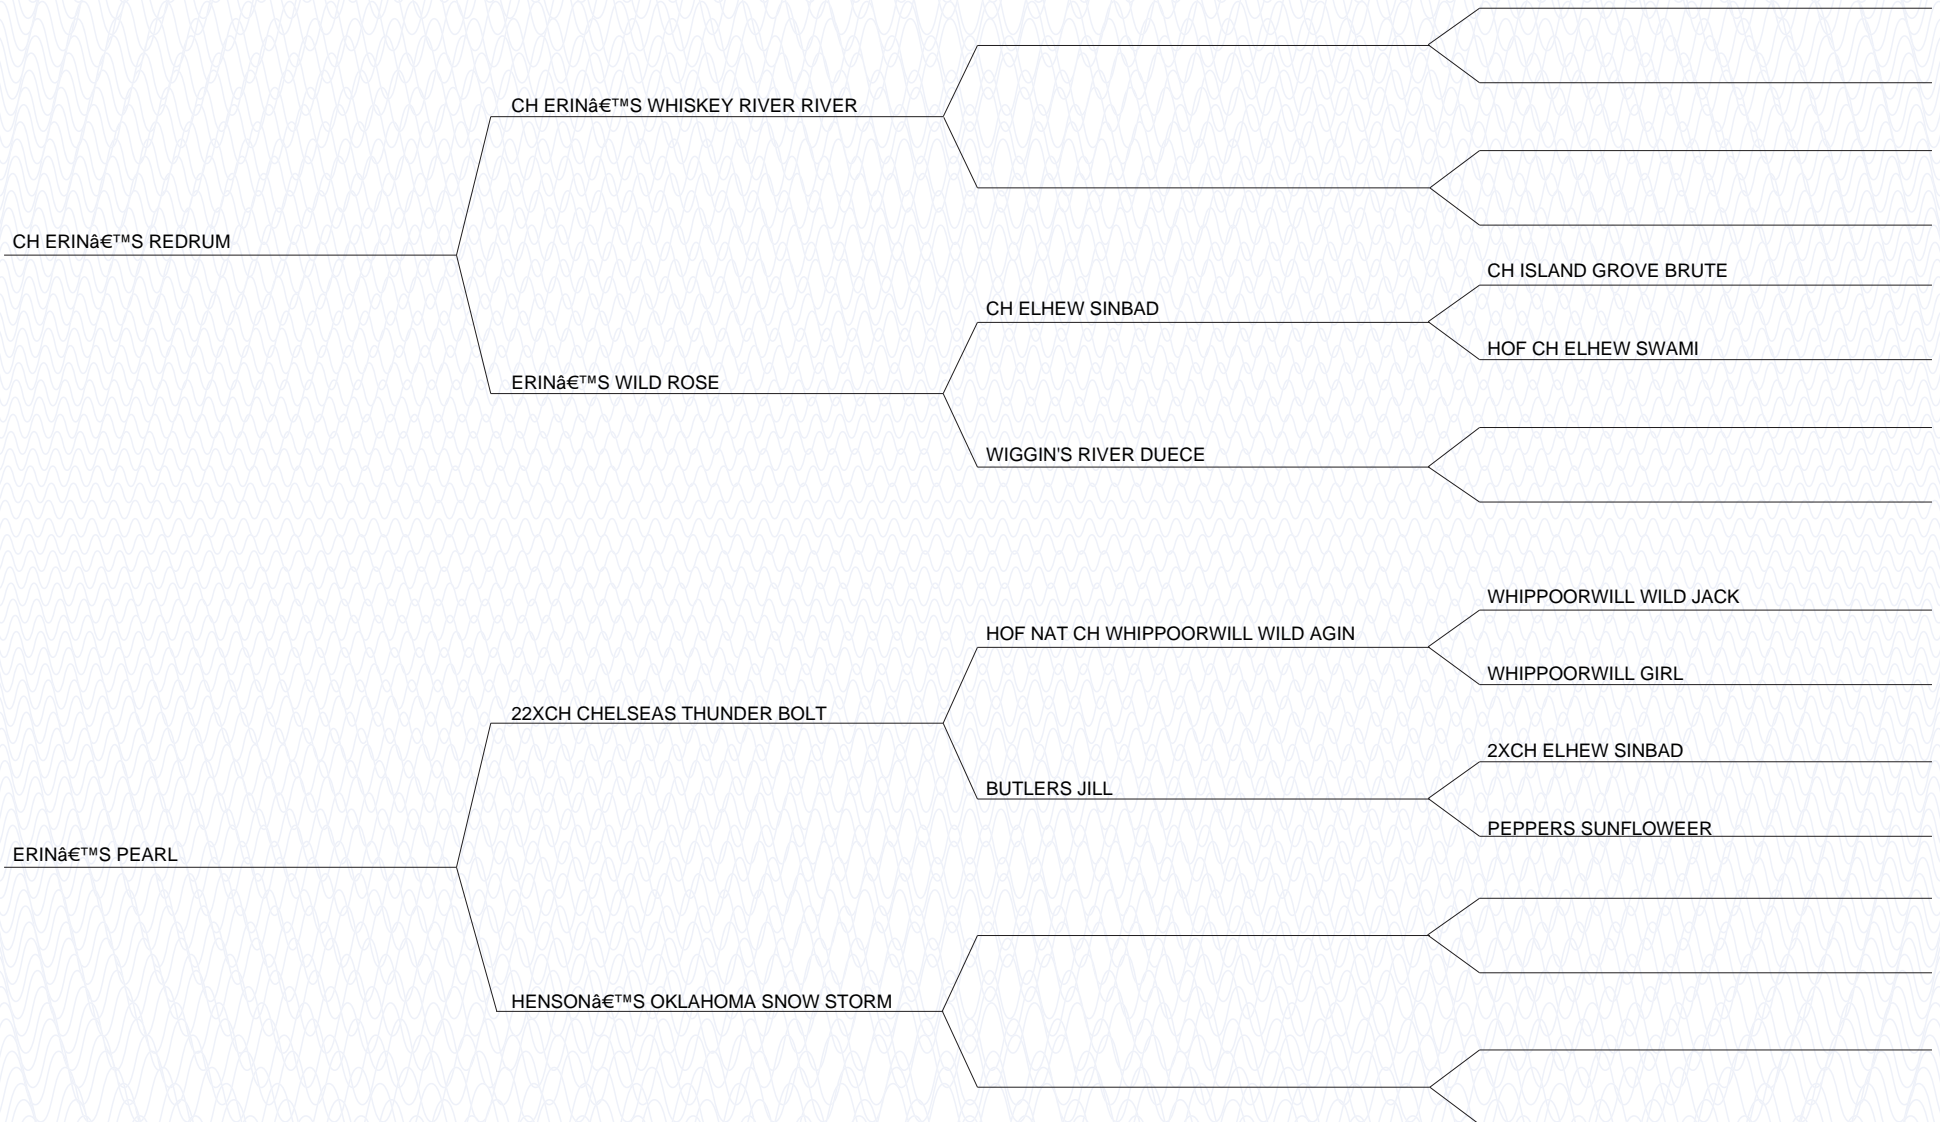 CH ERINâ€™S WHISKEY RIVER RIVER
CH ERINâ€™S REDRUM
CH ISLAND GROVE BRUTE
CH ELHEW SINBAD
HOF CH ELHEW SWAMI
ERINâ€™S WILD ROSE
WIGGIN'S RIVER DUECE
WHIPPOORWILL WILD JACK
HOF NAT CH WHIPPOORWILL WILD AGIN
WHIPPOORWILL GIRL
22XCH CHELSEAS THUNDER BOLT
2XCH ELHEW SINBAD
BUTLERS JILL
PEPPERS SUNFLOWEER
ERINâ€™S PEARL
HENSONâ€™S OKLAHOMA SNOW STORM